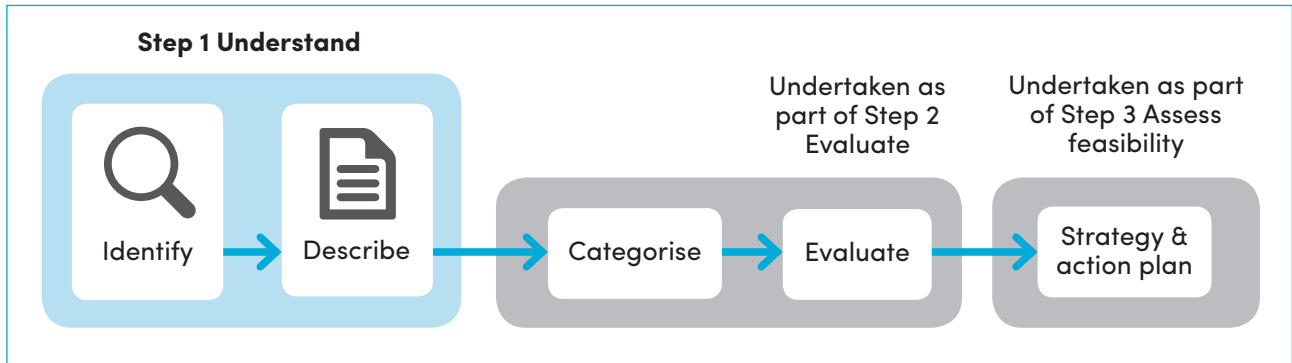 Step 1 Understand
Undertaken as
part of Step 2
Evaluate
Undertaken as part
of Step 3 Assess
feasibility
Identify
Describe
Categorise
Evaluate
Strategy &
action plan